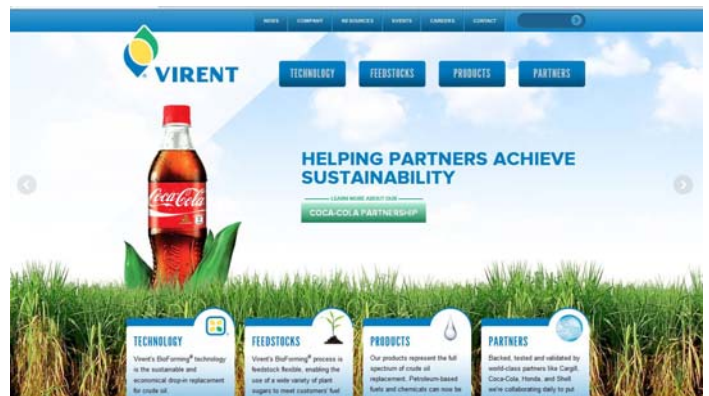 NEWS COMPANY RESOURCES EVENTS CAREERS CONTACT
VIRENT
TECHNOLOGY FEEDSTOCKS PRODUCTS PARTNERS
HELPING PARTNERS ACHIEVE
SUSTAINABILITY
LEARN MORE ABOUT OUR
COCA-COLA PARTNERSHIP
Coca-Cola
TECHNOLOGY
Virent's BioForming® technology
is the sustainable and
economical drop-in replacement
for crude oil.
FEEDSTOCKS
Virent's BioForming® process is
feedstock flexible, enabling the
use of a wide variety of plant
sugars to meet customers' fuel
PRODUCTS
Our products represent the full
spectrum of crude oil
replacement. Petroleum-based
fuels and chemicals can now be
PARTNERS
Backed, tested and validated by
world-class partners like Cargill,
Coca-Cola, Honda, and Shell
we're collaborating daily to put